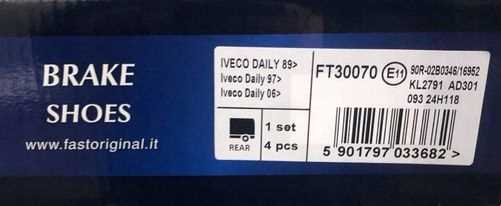 BRAKE
SHOES
www.fastoriginal.it
IVECO DAILY 89>
Iveco Daily 97>
Iveco Daily 06>
REAR
1 set
4 pcs
FT30070
E11
90R-02B0346/16952
KL2791 AD301
093 24H118
5 901797 033682 >